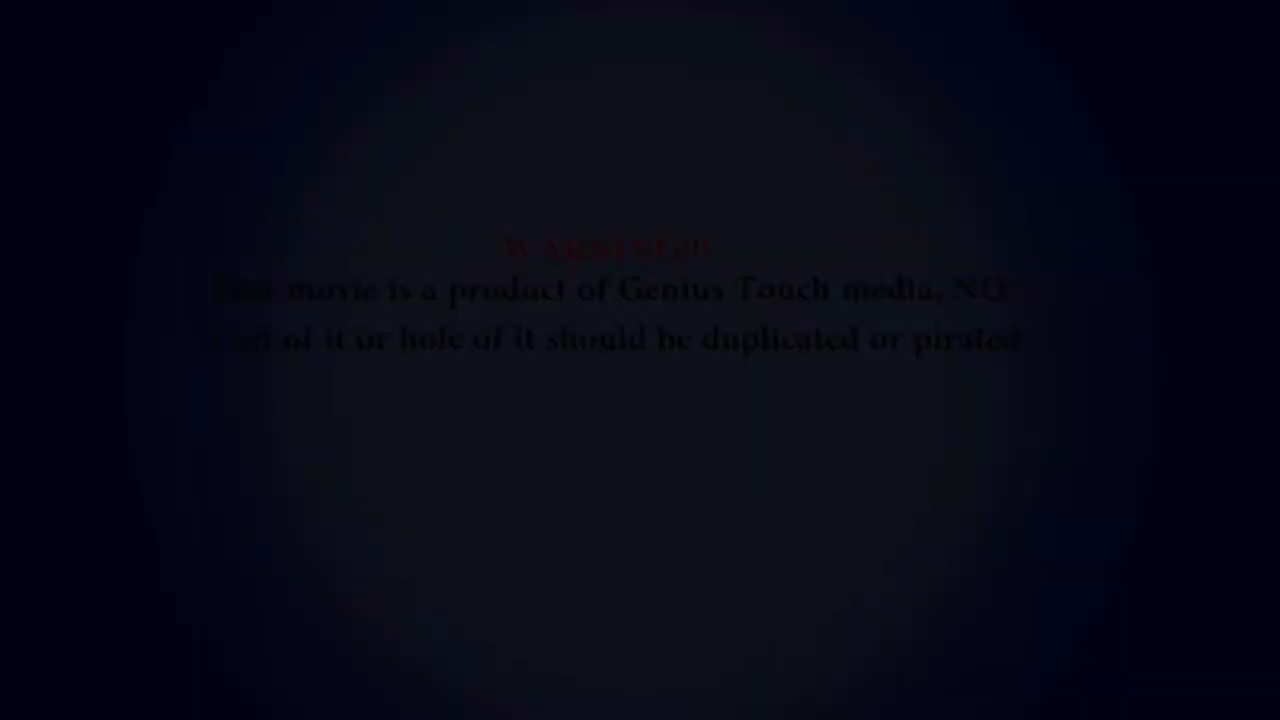 WARNING!!!
This movie is a product of Genius Touch media. NO
part of it or hole of it should be duplicated or pirated